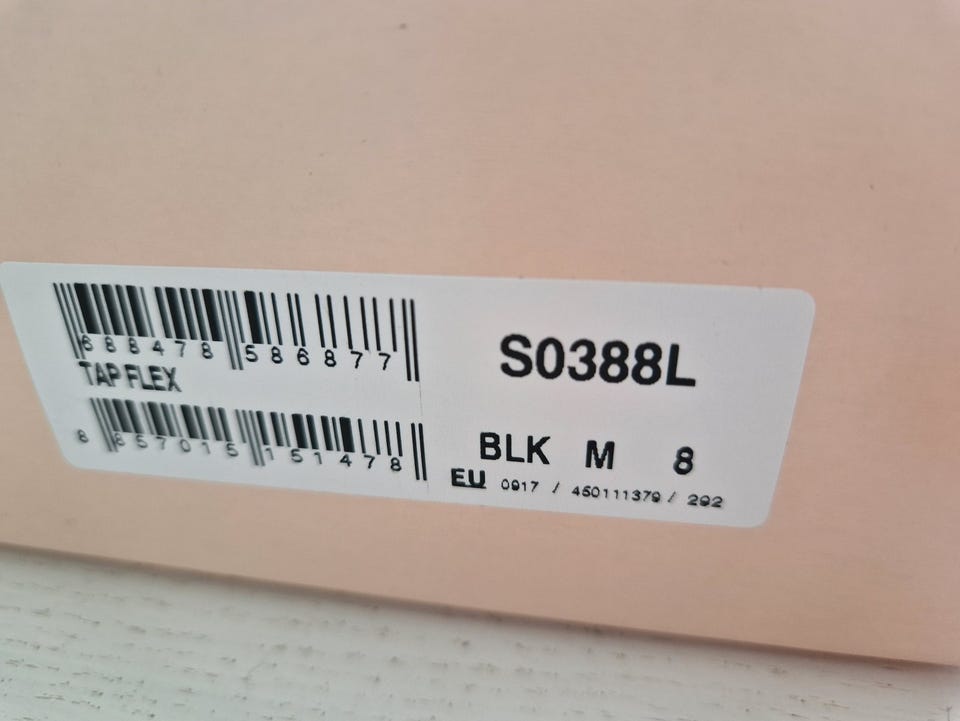 688478 586877
TAP FLEX
8 857015 151478
S0388L
BLK M 8
EU 0917 / 450111379 / 292